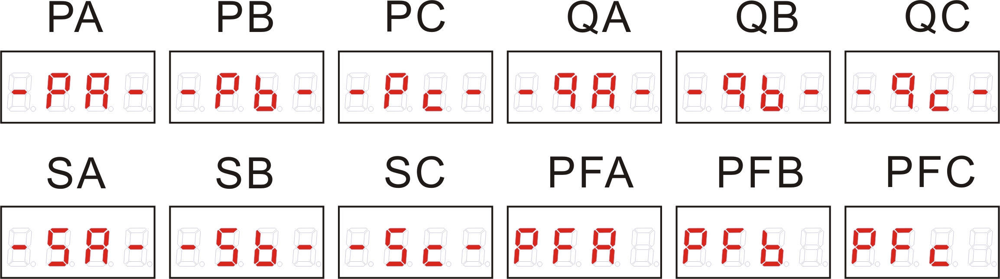 PA PB PC QA QB QC
-PA- -Pb- -Pc- -qA- -qb- -qc-
SA SB SC PFA PFB PFC
-SA- -Sb- -Sc- PFA PFb PFc